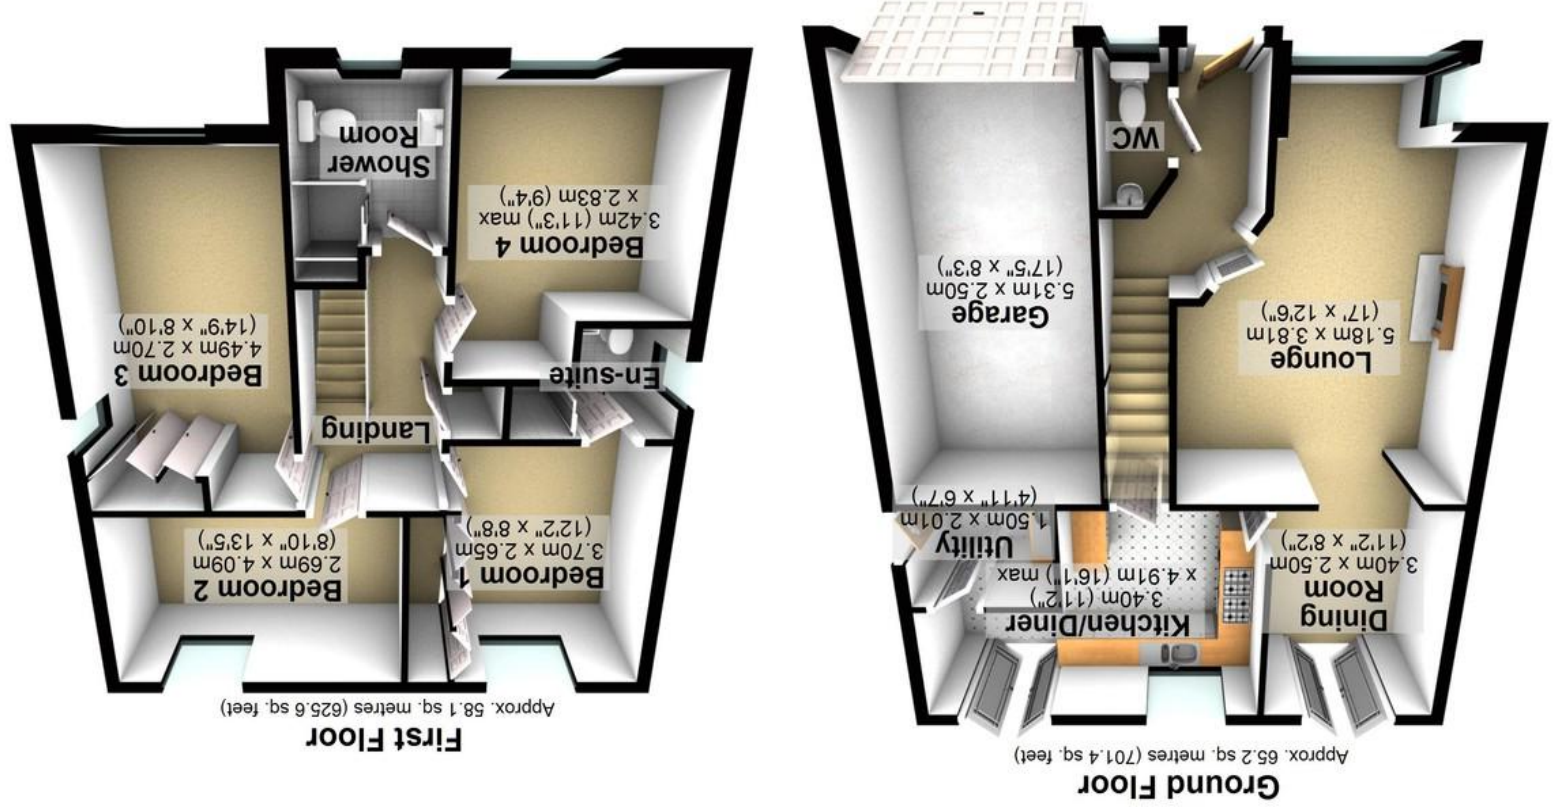 Ground Floor
Approx. 65.2 sq. metres (701.4 sq. feet)
Dining
Room
3.40m x 2.50m
(11'2" x 8'2")
Kitchen/Diner
3.40m (11'2")
x 4.91m (16'1") max
Utility
1.50m x 2.01m
(4'11" x 6'7")
Lounge
5.18m x 3.81m
(17' x 12'6")
Garage
5.31m x 2.50m
(17'5" x 8'3")
WC
First Floor
Approx. 58.1 sq. metres (625.6 sq. feet)
Bedroom 1
3.70m x 2.65m
(12'2" x 8'8")
Bedroom 2
2.69m x 4.09m
(8'10" x 13'5")
Landing
En-suite
Bedroom 3
4.49m x 2.70m
(14'9" x 8'10")
Bedroom 4
3.42m (11'3") max
x 2.83m (9'4")
Shower
Room